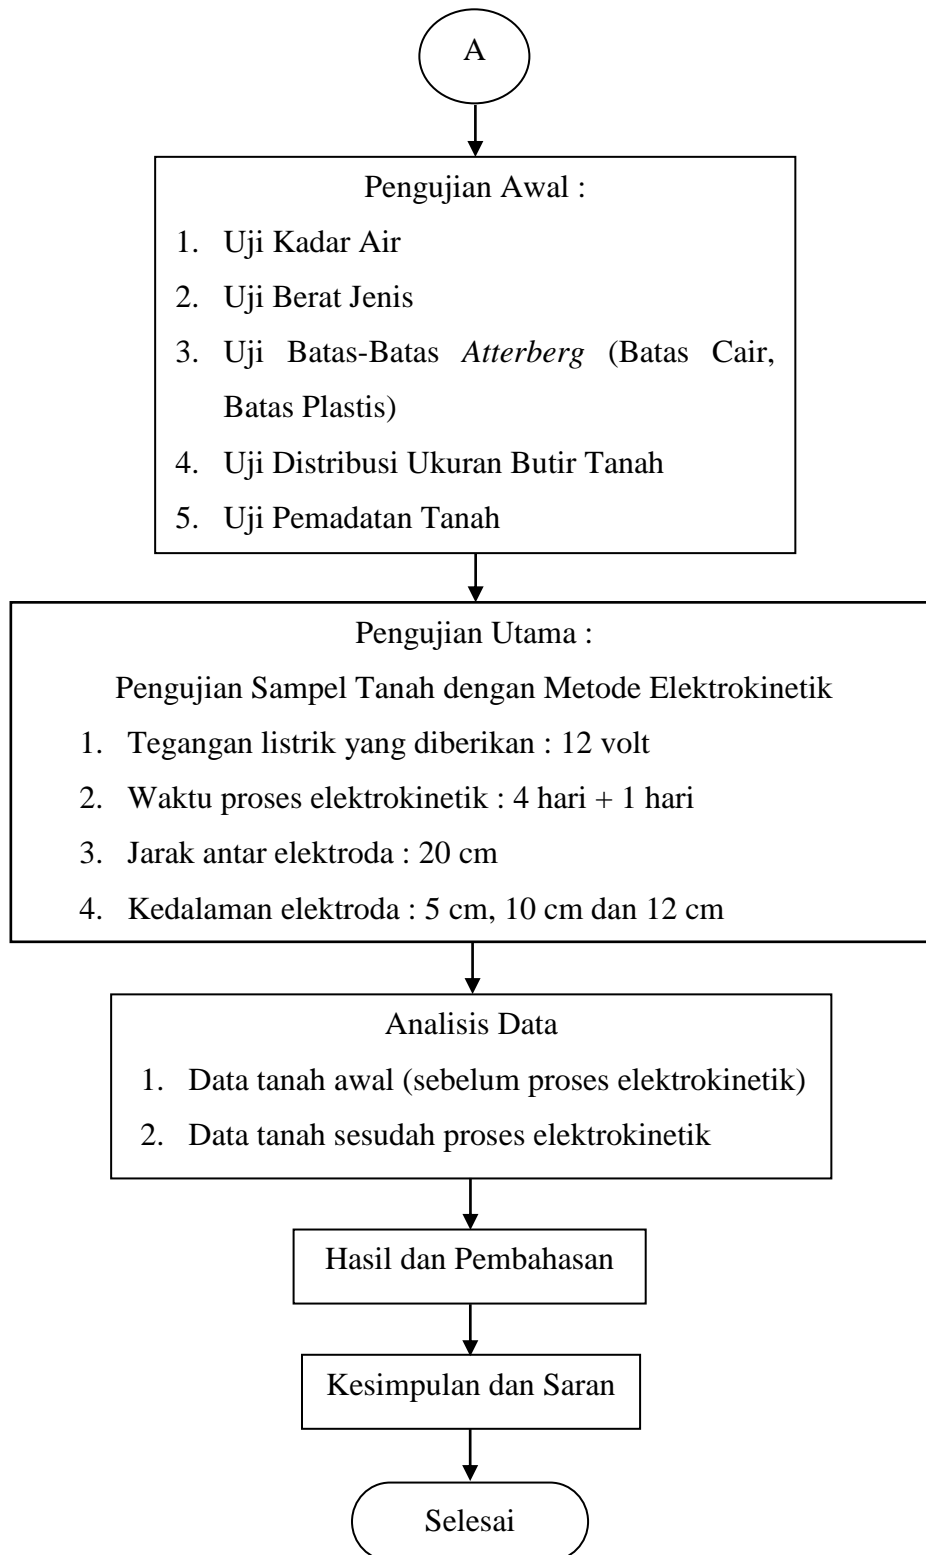 A
Pengujian Awal :
1. Uji Kadar Air
2. Uji Berat Jenis
3. Uji Batas-Batas Atterberg (Batas Cair,
Batas Plastis)
4. Uji Distribusi Ukuran Butir Tanah
5. Uji Pemadatan Tanah
Pengujian Utama :
Pengujian Sampel Tanah dengan Metode Elektrokinetik
1. Tegangan listrik yang diberikan : 12 volt
2. Waktu proses elektrokinetik : 4 hari + 1 hari
3. Jarak antar elektroda : 20 cm
4. Kedalaman elektroda : 5 cm, 10 cm dan 12 cm
Analisis Data
1. Data tanah awal (sebelum proses elektrokinetik)
2. Data tanah sesudah proses elektrokinetik
Hasil dan Pembahasan
Kesimpulan dan Saran
Selesai